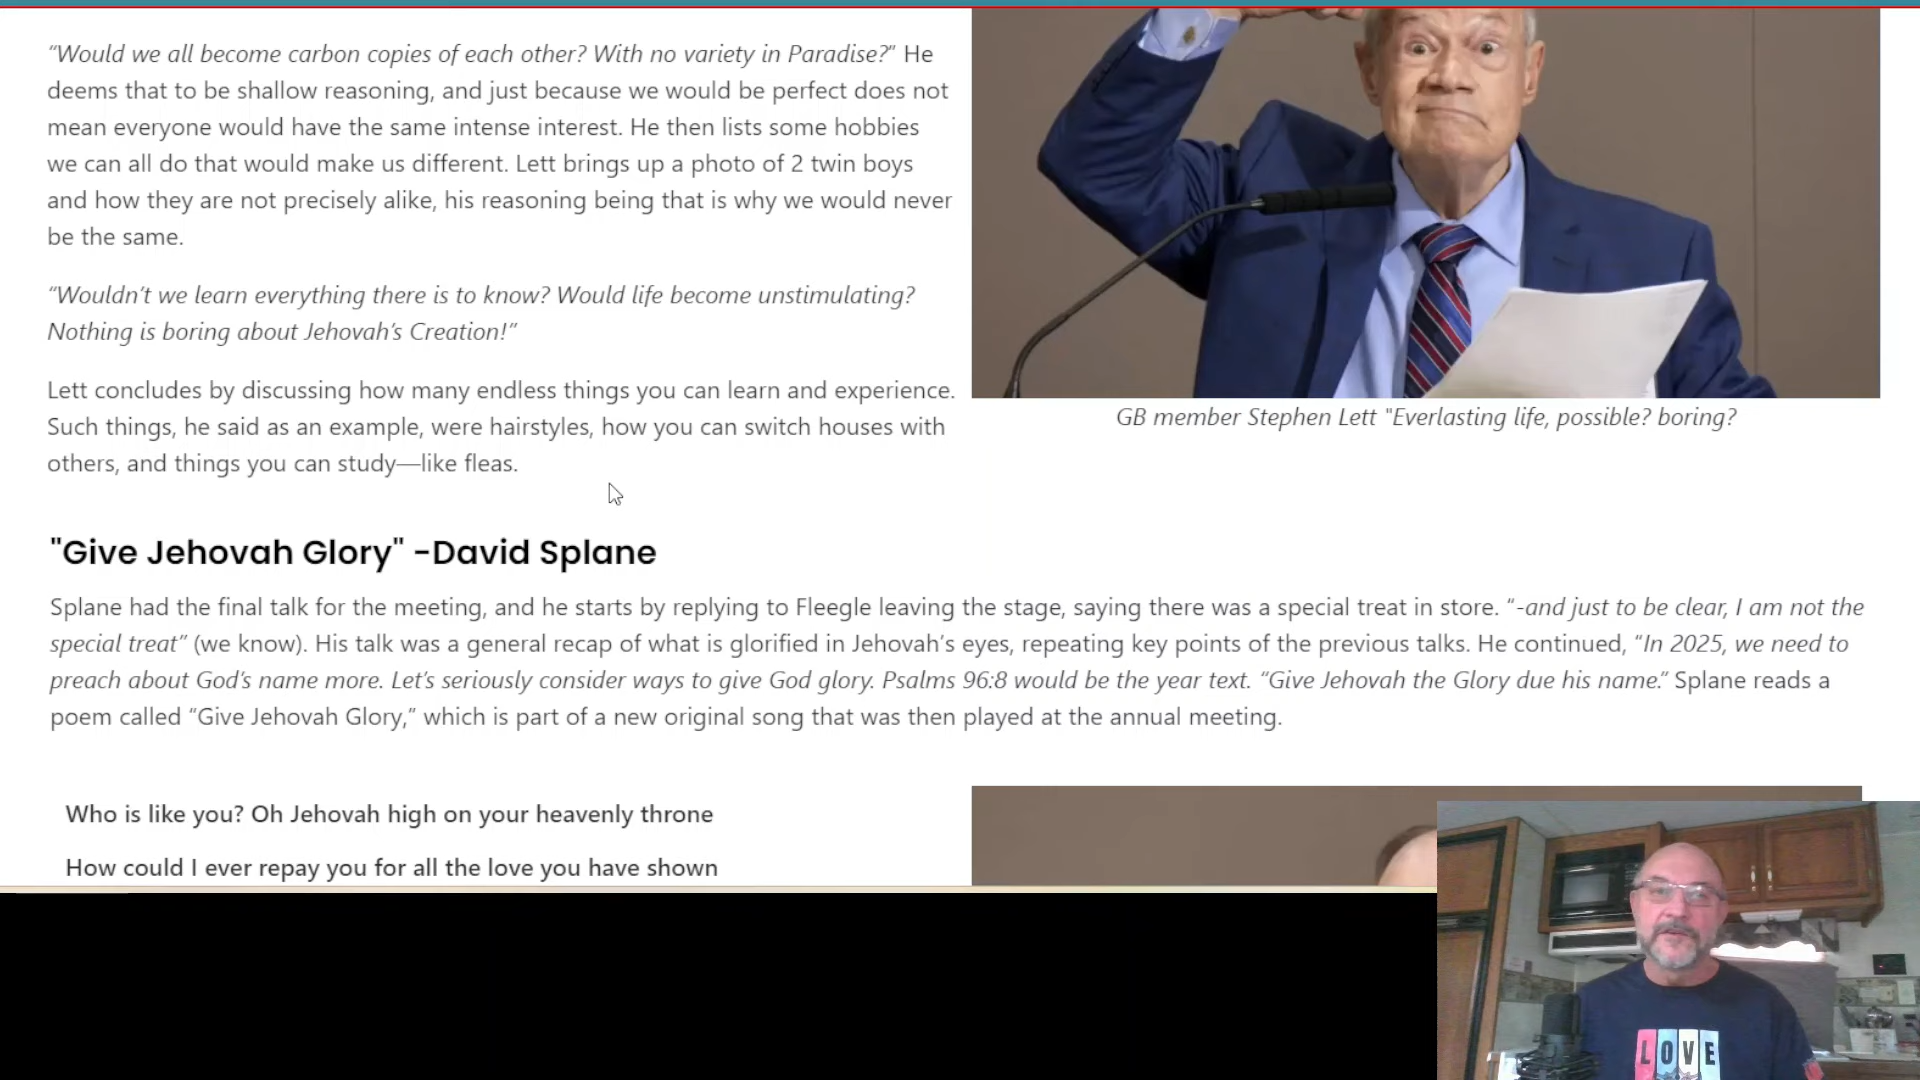 “Would we all become carbon copies of each other? With no variety in Paradise?” He
deems that to be shallow reasoning, and just because we would be perfect does not
mean everyone would have the same intense interest. He then lists some hobbies
we can all do that would make us different. Lett brings up a photo of 2 twin boys
and how they are not precisely alike, his reasoning being that is why we would never
be the same.
“Wouldn’t we learn everything there is to know? Would life become unstimulating?
Nothing is boring about Jehovah’s Creation!”
Lett concludes by discussing how many endless things you can learn and experience.
Such things, he said as an example, were hairstyles, how you can switch houses with
others, and things you can study—like fleas.
GB member Stephen Lett "Everlasting life, possible? boring?
"Give Jehovah Glory" -David Splane
Splane had the final talk for the meeting, and he starts by replying to Fleegle leaving the stage, saying there was a special treat in store. “-and just to be clear, I am not the
special treat” (we know). His talk was a general recap of what is glorified in Jehovah’s eyes, repeating key points of the previous talks. He continued, “In 2025, we need to
preach about God’s name more. Let’s seriously consider ways to give God glory. Psalms 96:8 would be the year text. “Give Jehovah the Glory due his name.” Splane reads a
poem called “Give Jehovah Glory,” which is part of a new original song that was then played at the annual meeting.
Who is like you? Oh Jehovah high on your heavenly throne
How could I ever repay you for all the love you have shown
LOVE